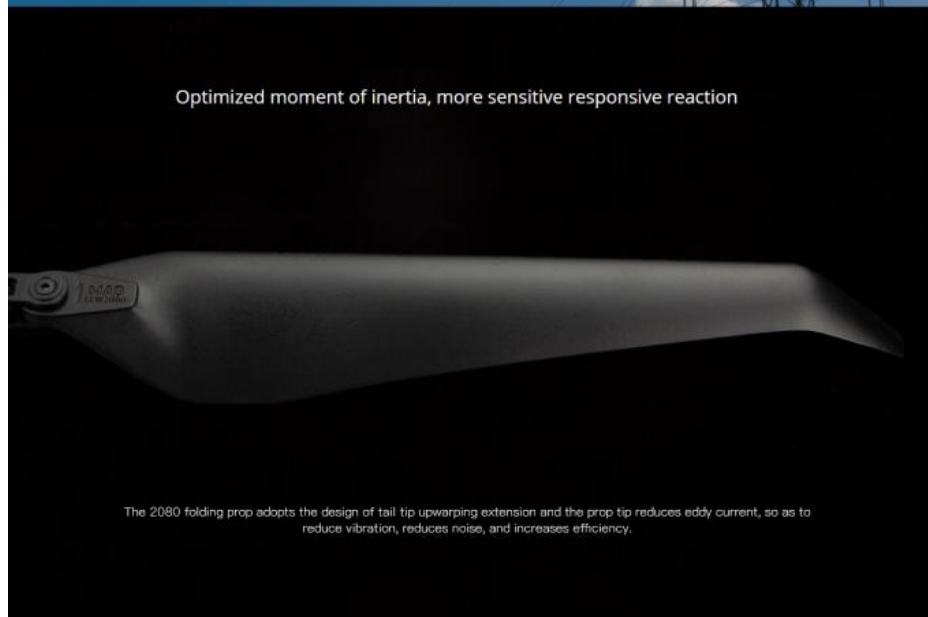 Optimized moment of inertia, more sensitive responsive reaction
MAD
The 2080 folding prop adopts the design of tail tip upwarping extension and the prop tip reduces eddy current, so as to
reduce vibration, reduces noise, and increases efficiency.